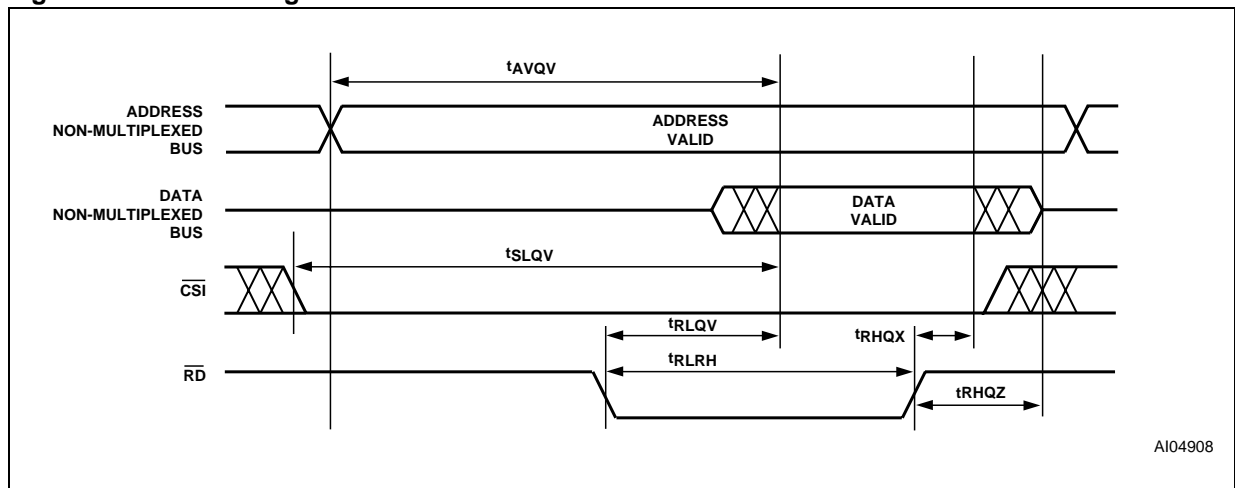 tAVQV
ADDRESS
NON-MULTIPLEXED
BUS
ADDRESS
VALID
DATA
NON-MULTIPLEXED
BUS
DATA
VALID
tSLQV
CSI
tRLQV
tRHQX
tRLRH
RD
tRHQZ
AI04908